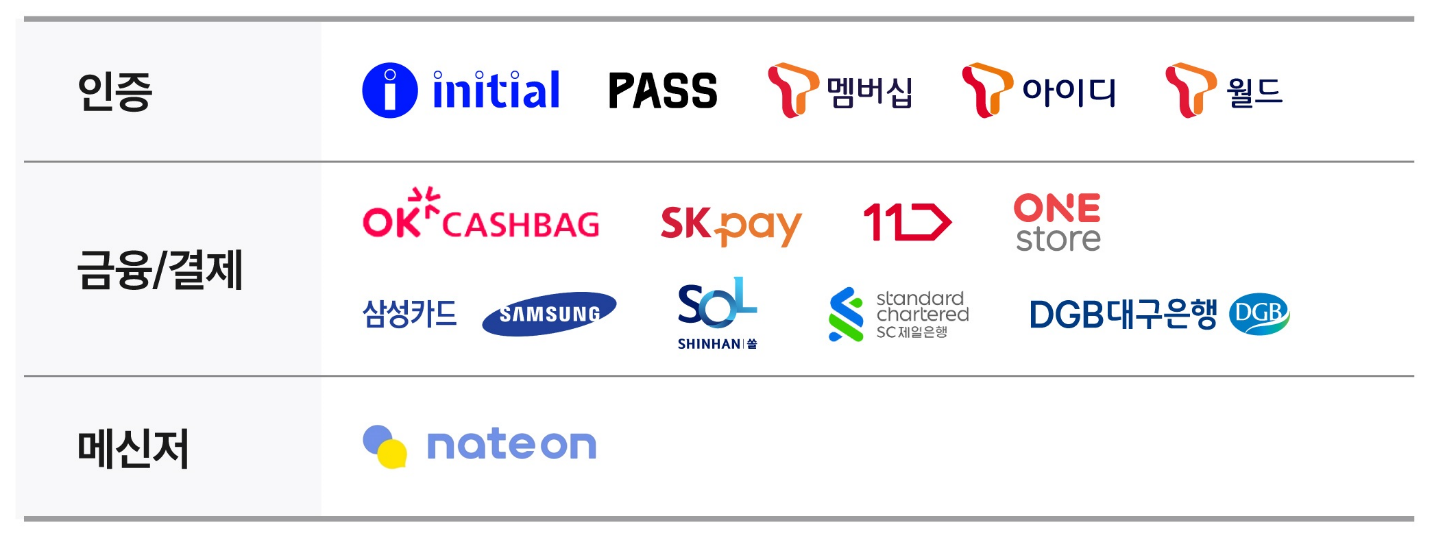 인증
i initial PASS T 멤버십 T 아이디 T 월드
금융/결제
OK CASHBAG SK pay 11 ONE store
삼성카드 SAMSUNG SOL SHINHAN | 쏠 standard chartered SC제일은행 DGB대구은행 DGB
메신저
nate on